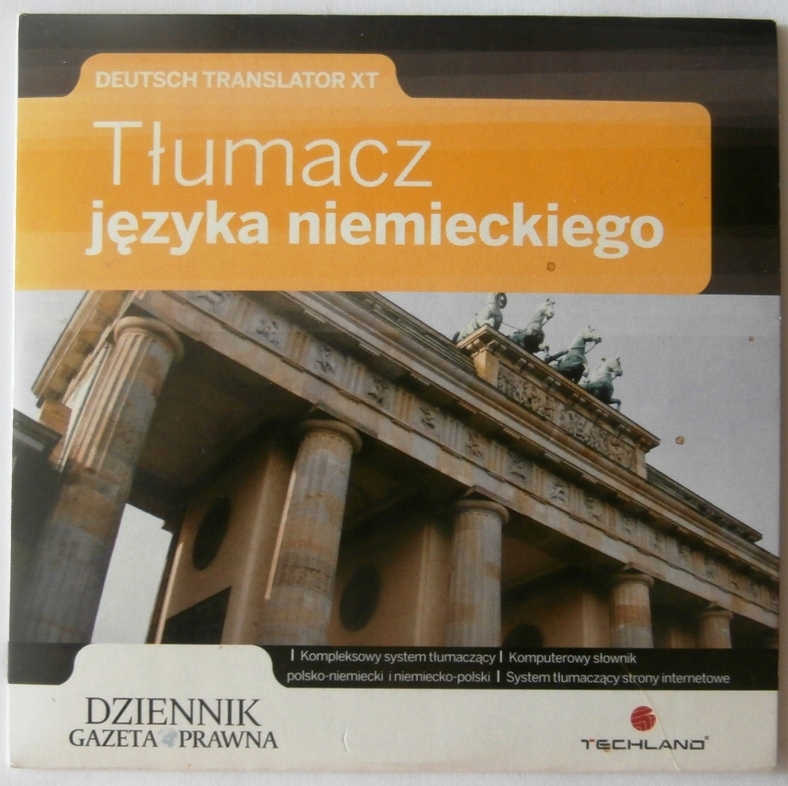 DEUTSCH TRANSLATOR XT
Tłumacz
języka niemieckiego
| Kompleksowy system tłumaczący | Komputerowy słownik
polsko-niemiecki i niemiecko-polski | System tłumaczący strony internetowe
DZIENNIK
GAZETA PRAWNA
TECHLAND®